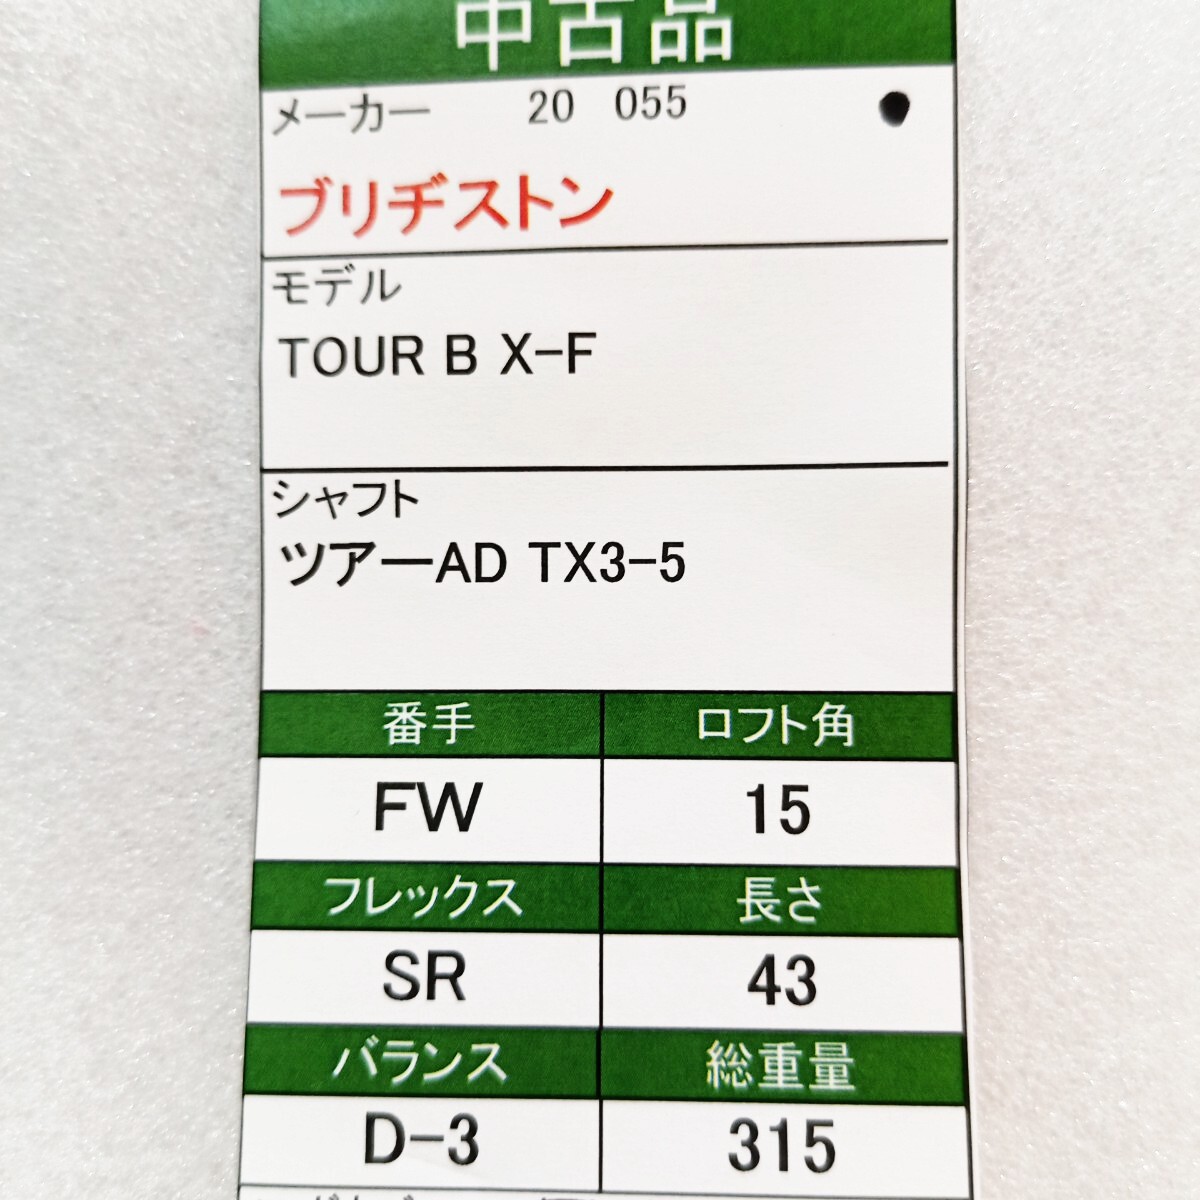 中古品
メーカー 20 055
ブリヂストン
モデル
TOUR B X-F
シャフト
ツアーAD TX3-5
番手 ロフト角
FW 15
フレックス 長さ
SR 43
バランス 総重量
D-3 315